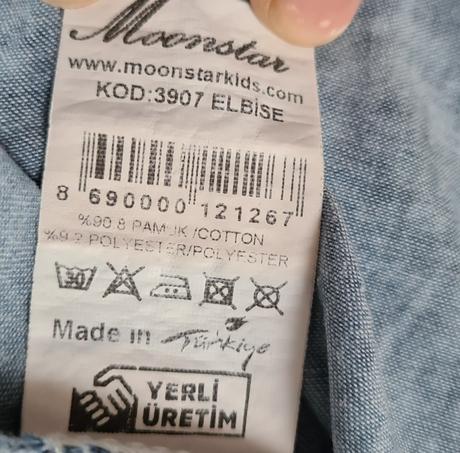 Moonstar
www.moonstarkids.com
KOD:3907 ELBİSE
8 690000 121267
%90.8 PAMUK /COTTON
%9.2 POLYESTER/POLYESTER
Made in Türkiye
YERLİ
ÜRETİM